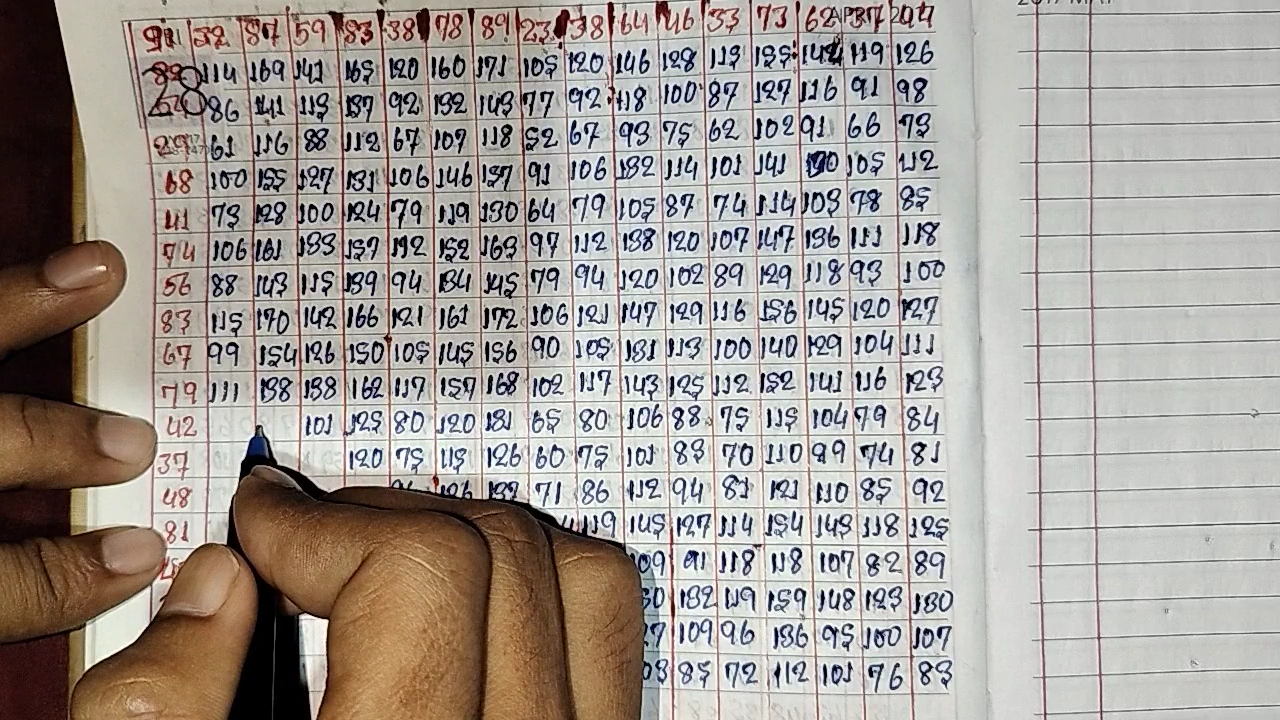 91 32 87 59 83 38 78 89 23 38 64 46 33 73 62 37 44
114 169 141 165 120 160 171 105 120 146 128 115 155 144 119 126
28 86 141 113 137 92 132 143 77 92 118 100 87 127 116 91 98
29 61 116 88 112 67 107 118 52 67 93 75 62 102 91 66 73
68 100 155 127 151 106 146 157 91 106 132 114 101 141 130 105 112
41 73 128 100 124 79 119 130 64 79 105 87 74 114 103 78 85
74 106 161 133 157 112 152 163 97 112 138 120 107 147 136 111 118
56 88 143 115 139 94 134 145 79 94 120 102 89 129 118 93 100
83 115 170 142 166 121 161 172 106 121 147 129 116 156 145 120 127
67 99 154 126 150 105 145 156 90 105 131 113 100 140 129 104 111
79 111 138 138 162 117 157 168 102 117 143 125 112 152 141 116 123
42 101 125 80 120 131 65 80 106 88 75 115 104 79 84
37 120 75 115 126 60 75 101 83 70 110 99 74 81
48 126 137 71 86 112 94 81 121 110 85 92
81 119 145 127 114 154 143 118 125
109 91 118 118 107 82 89
132 119 159 148 123 130
109 96 136 95 100 107
85 72 112 101 76 83